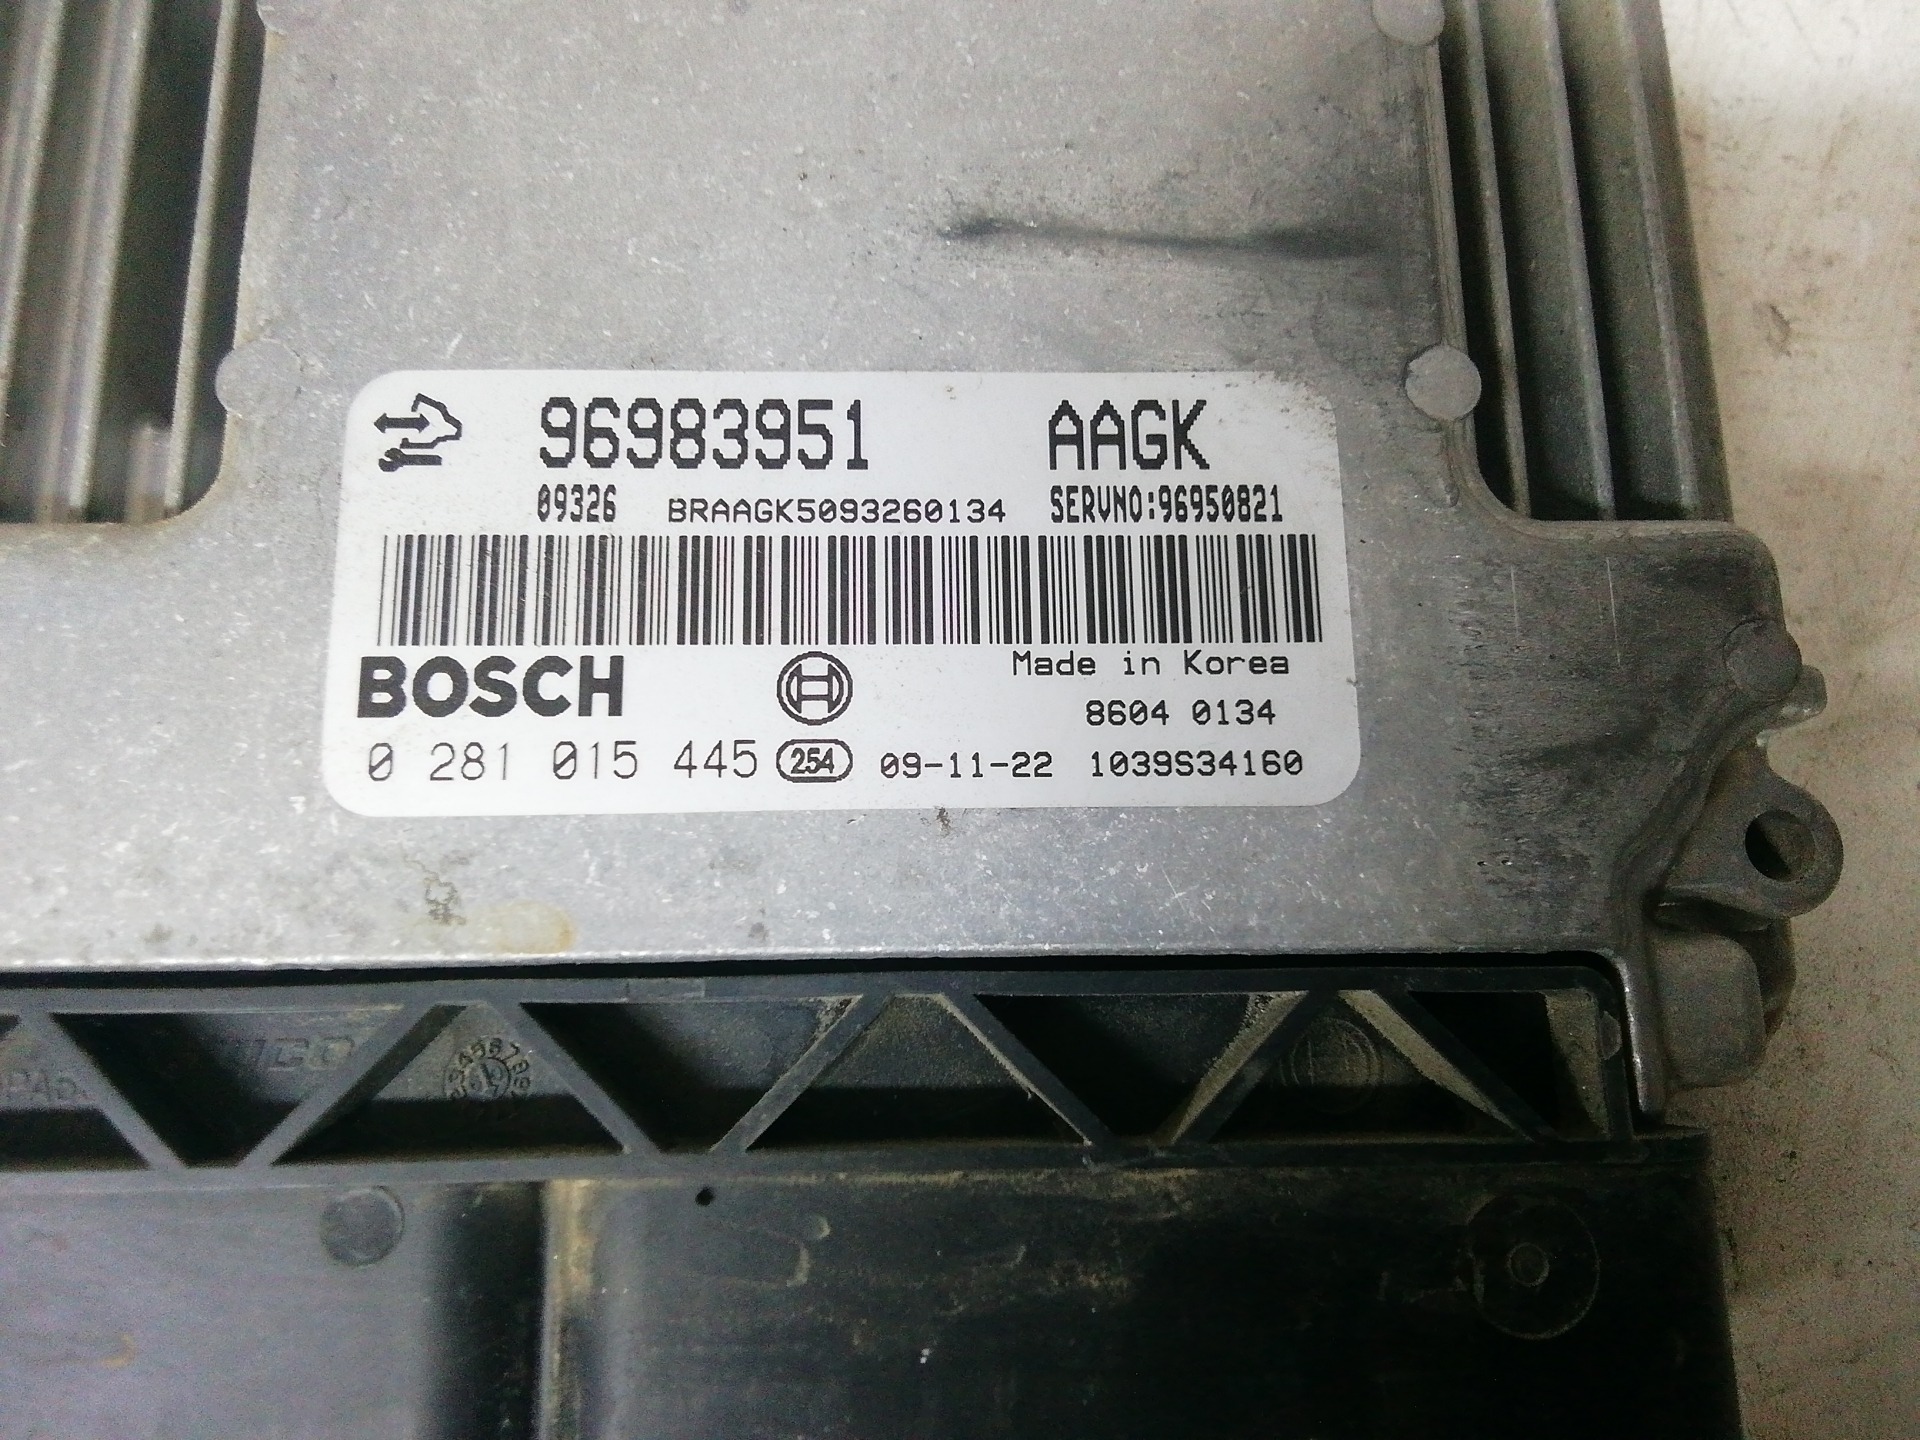 96983951 AAGK
09326 BRAAGK5093260134 SERVNO:96950821
BOSCH
Made in Korea
8604 0134
0 281 015 445 254 09-11-22 1039S34160